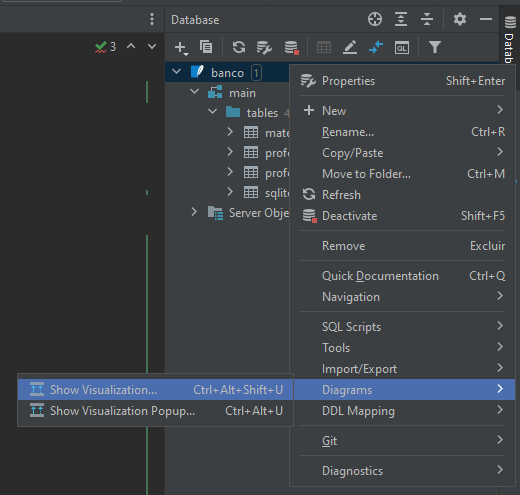 Database
3
banco 1
main
tables 4
mate
profe
profe
sqlite
Server Obje
Properties Shift+Enter
New
Rename... Ctrl+R
Copy/Paste
Move to Folder... Ctrl+M
Refresh
Deactivate Shift+F5
Remove Excluir
Quick Documentation Ctrl+Q
Navigation
SQL Scripts
Tools
Import/Export
Diagrams
DDL Mapping
Git
Diagnostics
Show Visualization... Ctrl+Alt+Shift+U
Show Visualization Popup... Ctrl+Alt+U
QL
Datab